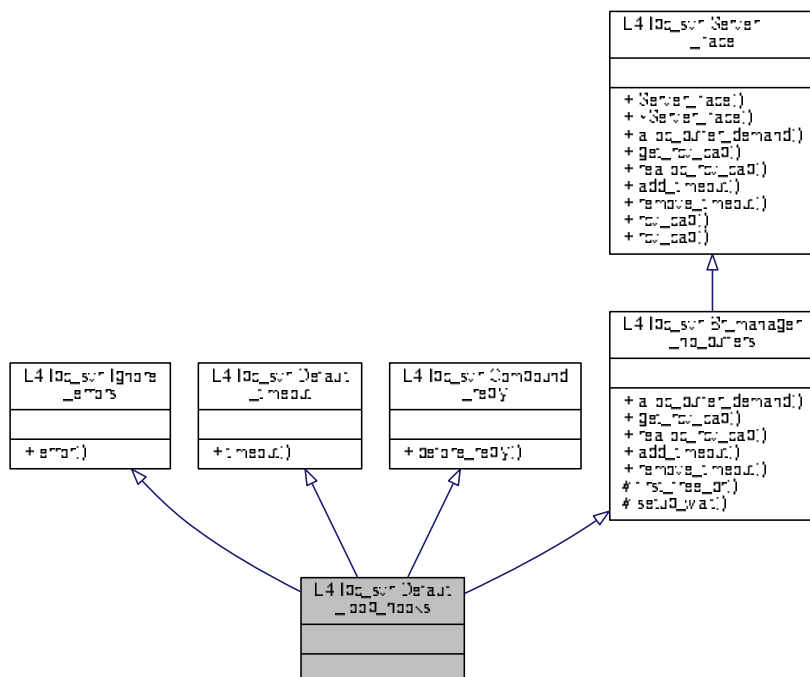 L4::Ipc_svr::Server
_iface
+ Server_iface()
+ ~Server_iface()
+ alloc_buffer_demand()
+ get_rcv_cap()
+ realloc_rcv_cap()
+ add_timeout()
+ remove_timeout()
+ rcv_cap()
+ rcv_cap()
L4::Ipc_svr::Br_manager
_no_buffers
+ alloc_buffer_demand()
+ get_rcv_cap()
+ realloc_rcv_cap()
+ add_timeout()
+ remove_timeout()
# first_free_br()
# setup_wait()
L4::Ipc_svr::Ignore
_errors
+ error()
L4::Ipc_svr::Default
_timeout
+ timeout()
L4::Ipc_svr::Compound
_reply
+ before_reply()
L4::Ipc_svr::Default
_loop_hooks